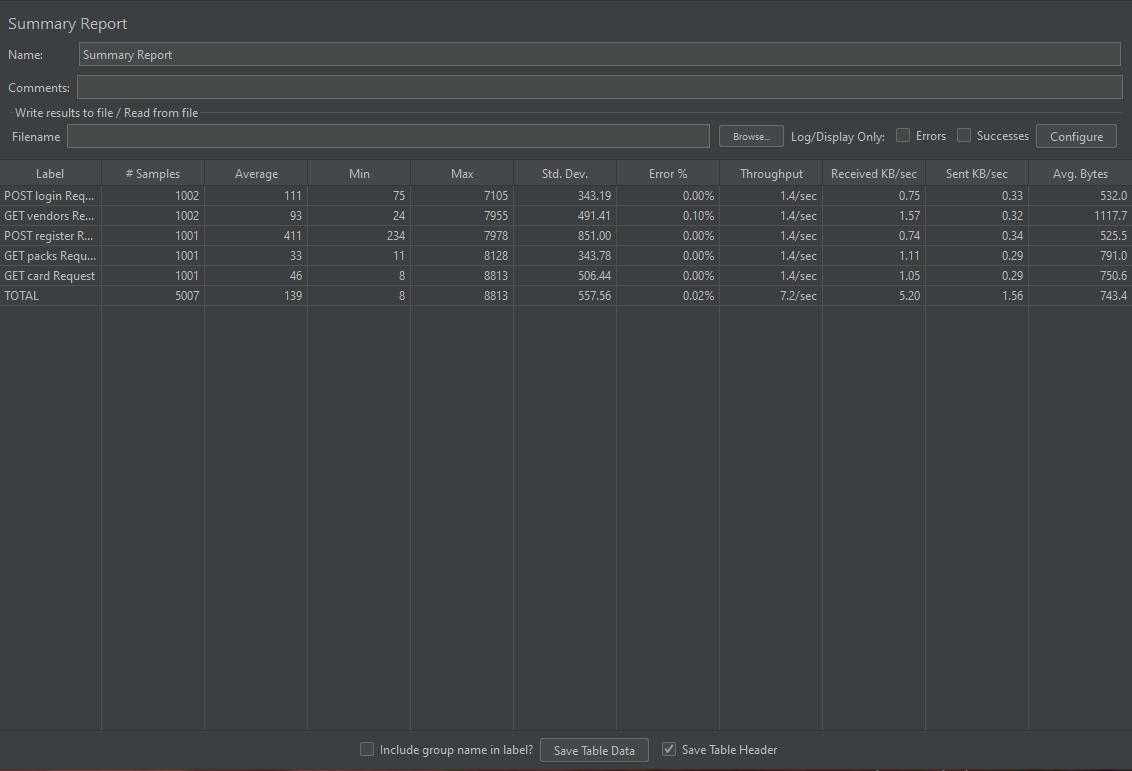 Summary Report
Name: Summary Report
Comments:
Write results to file / Read from file
Filename Browse... Log/Display Only: Errors Successes Configure
Label # Samples Average Min Max Std. Dev. Error % Throughput Received KB/sec Sent KB/sec Avg. Bytes
POST login Req... 1002 111 75 7105 343.19 0.00% 1.4/sec 0.75 0.33 532.0
GET vendors Re... 1002 93 24 7955 491.41 0.10% 1.4/sec 1.57 0.32 1117.7
POST register R... 1001 411 234 7978 851.00 0.00% 1.4/sec 0.74 0.34 525.5
GET packs Requ... 1001 33 11 8128 343.78 0.00% 1.4/sec 1.11 0.29 791.0
GET card Request 1001 46 8 8813 506.44 0.00% 1.4/sec 1.05 0.29 750.6
TOTAL 5007 139 8 8813 557.56 0.02% 7.2/sec 5.20 1.56 743.4
Include group name in label? Save Table Data Save Table Header